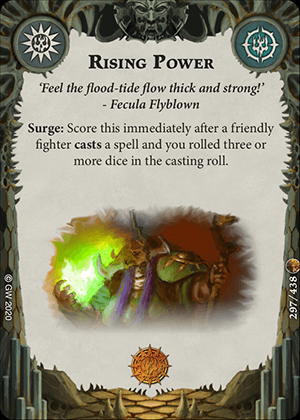 Rising Power
‘Feel the flood-tide flow thick and strong!’
- Fecula Flyblown
Surge: Score this immediately after a friendly
fighter casts a spell and you rolled three or
more dice in the casting roll.
© GW 2020
297/438